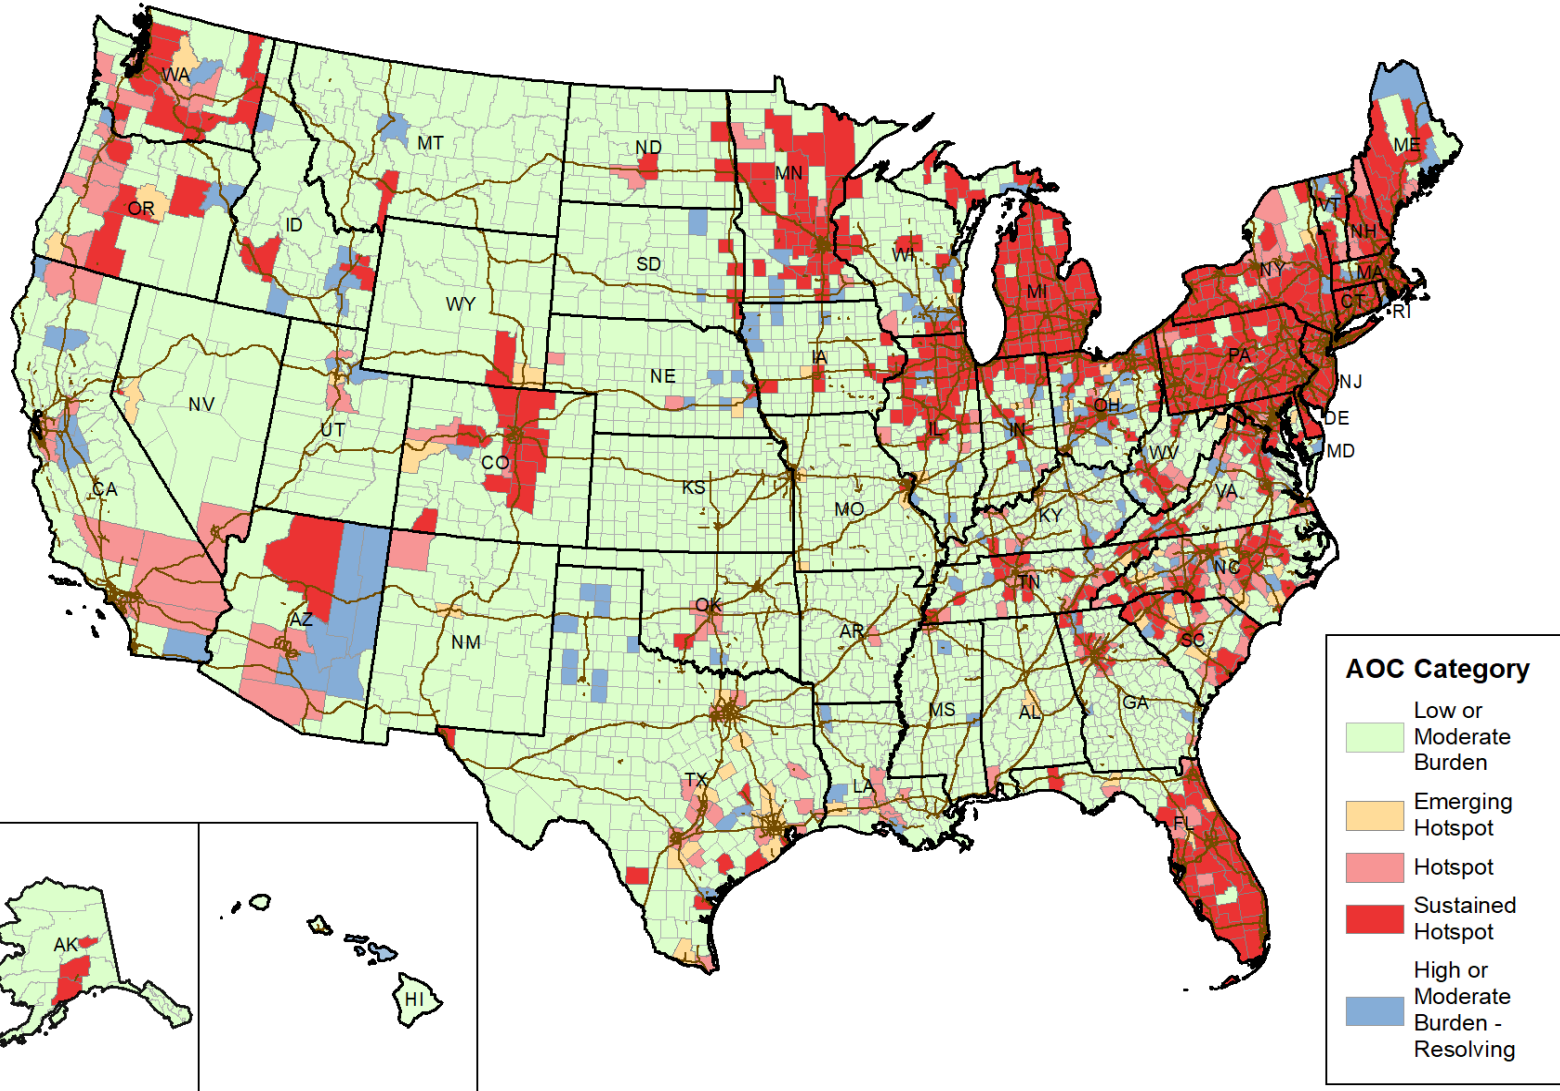 WA
MT
ND
MN
ME
OR
ID
VT
NH
SD
WI
NY
MA
WY
MI
CT
RI
IA
PA
NE
NJ
NV
OH
UT
IL
IN
DE
CO
WV
MD
CA
KS
VA
MO
KY
NC
TN
AZ
OK
AR
SC
NM
MS
AL
GA
TX
LA
FL
AK
HI
AOC Category
Low or
Moderate
Burden
Emerging
Hotspot
Hotspot
Sustained
Hotspot
High or
Moderate
Burden -
Resolving